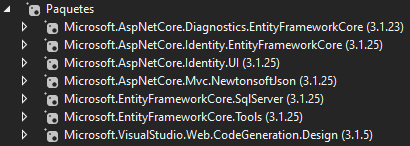 Paquetes
Microsoft.AspNetCore.Diagnostics.EntityFrameworkCore (3.1.23)
Microsoft.AspNetCore.Identity.EntityFrameworkCore (3.1.25)
Microsoft.AspNetCore.Identity.UI (3.1.25)
Microsoft.AspNetCore.Mvc.NewtonsoftJson (3.1.25)
Microsoft.EntityFrameworkCore.SqlServer (3.1.25)
Microsoft.EntityFrameworkCore.Tools (3.1.25)
Microsoft.VisualStudio.Web.CodeGeneration.Design (3.1.5)